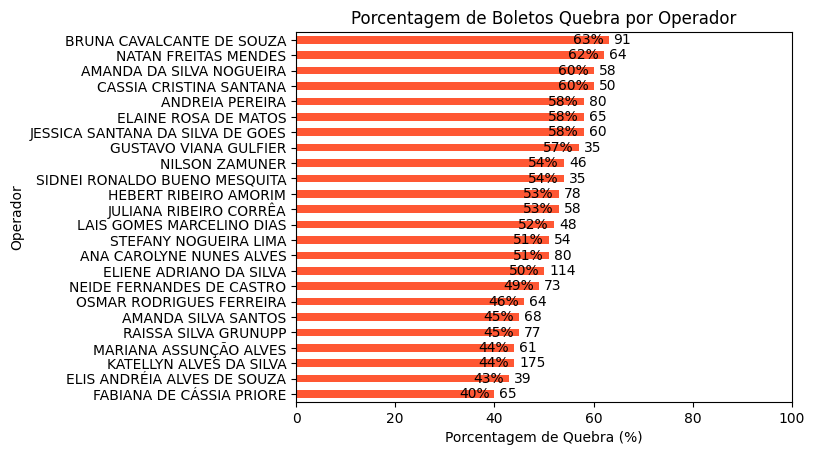 Porcentagem de Boletos Quebra por Operador
BRUNA CAVALCANTE DE SOUZA 63% 91
NATAN FREITAS MENDES 62% 64
AMANDA DA SILVA NOGUEIRA 60% 58
CASSIA CRISTINA SANTANA 60% 50
ANDREIA PEREIRA 58% 80
ELAINE ROSA DE MATOS 58% 65
JESSICA SANTANA DA SILVA DE GOES 58% 60
GUSTAVO VIANA GULFIER 57% 35
NILSON ZAMUNER 54% 46
SIDNEI RONALDO BUENO MESQUITA 54% 35
HEBERT RIBEIRO AMORIM 53% 78
JULIANA RIBEIRO CORRÊA 53% 58
LAIS GOMES MARCELINO DIAS 52% 48
STEFANY NOGUEIRA LIMA 51% 54
ANA CAROLYNE NUNES ALVES 51% 80
ELIENE ADRIANO DA SILVA 50% 114
NEIDE FERNANDES DE CASTRO 49% 73
OSMAR RODRIGUES FERREIRA 46% 64
AMANDA SILVA SANTOS 45% 68
RAISSA SILVA GRUNUPP 45% 77
MARIANA ASSUNÇÃO ALVES 44% 61
KATELLYN ALVES DA SILVA 44% 175
ELIS ANDRÉIA ALVES DE SOUZA 43% 39
FABIANA DE CÁSSIA PRIORE 40% 65
Operador
0 20 40 60 80 100
Porcentagem de Quebra (%)